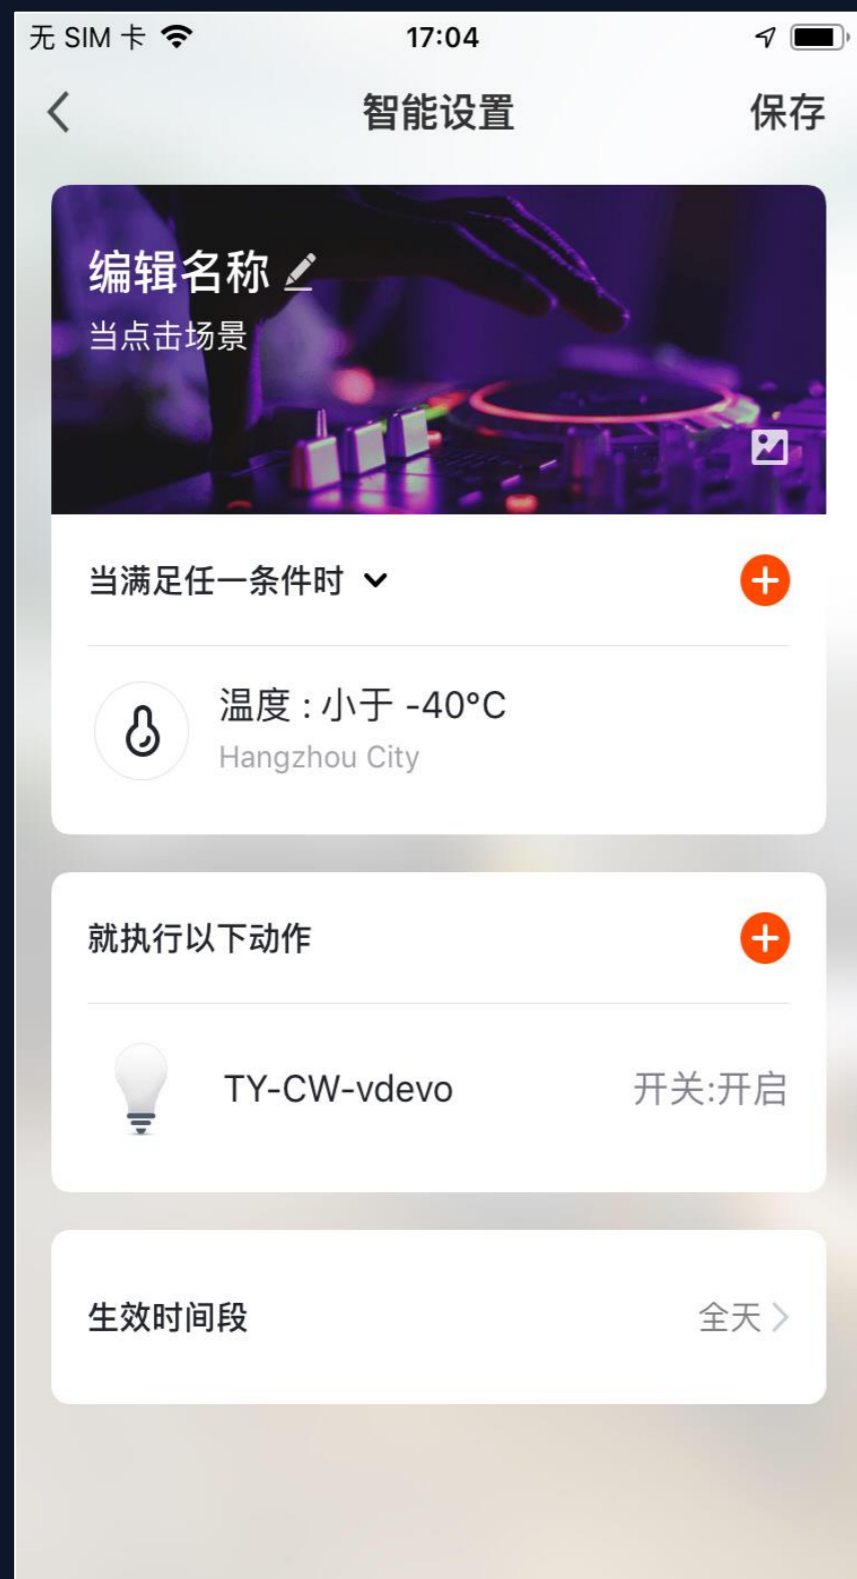 无 SIM 卡
17:04
智能设置
保存
编辑名称
当点击场景
当满足任一条件时
温度 : 小于 -40°C
Hangzhou City
就执行以下动作
TY-CW-vdevo
开关:开启
生效时间段
全天